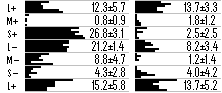 L+ 12.3±5.7 13.7±3.3
M+ 0.8±0.9 1.8±1.2
S+ 26.8±3.1 2.5±2.5
L- 21.2±1.4 8.2±3.4
M- 8.8±4.7 1.2±1.4
S- 4.3±2.8 4.0±4.2
L+ 15.2±5.8 13.7±5.2